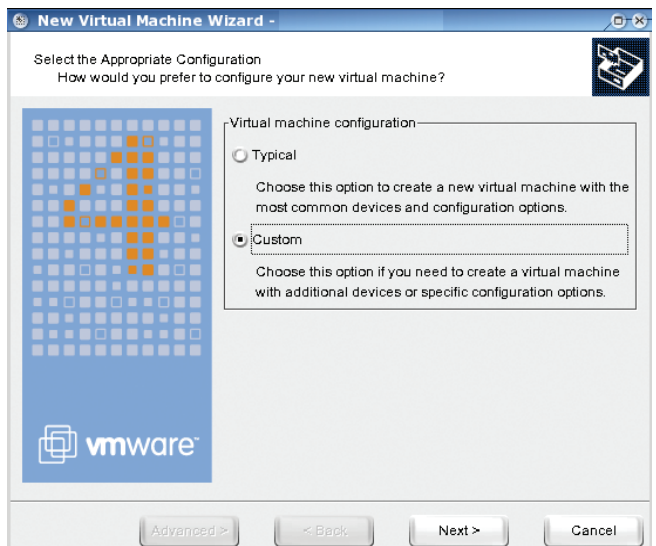 New Virtual Machine Wizard -
Select the Appropriate Configuration
How would you prefer to configure your new virtual machine?
Virtual machine configuration
Typical
Choose this option to create a new virtual machine with the
most common devices and configuration options.
Custom
Choose this option if you need to create a virtual machine
with additional devices or specific configuration options.
vmware
Advanced >
< Back
Next >
Cancel